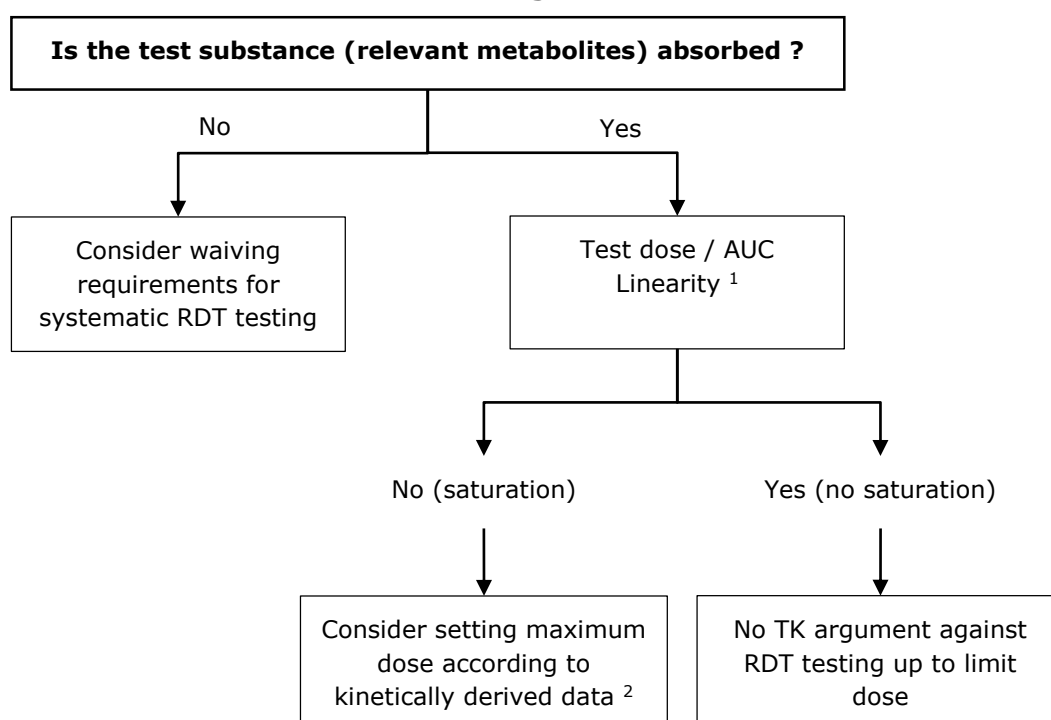 Is the test substance (relevant metabolites) absorbed ?
No
Yes
Consider waiving
requirements for
systematic RDT testing
Test dose / AUC
Linearity 1
No (saturation)
Yes (no saturation)
Consider setting maximum
dose according to
kinetically derived data 2
No TK argument against
RDT testing up to limit
dose